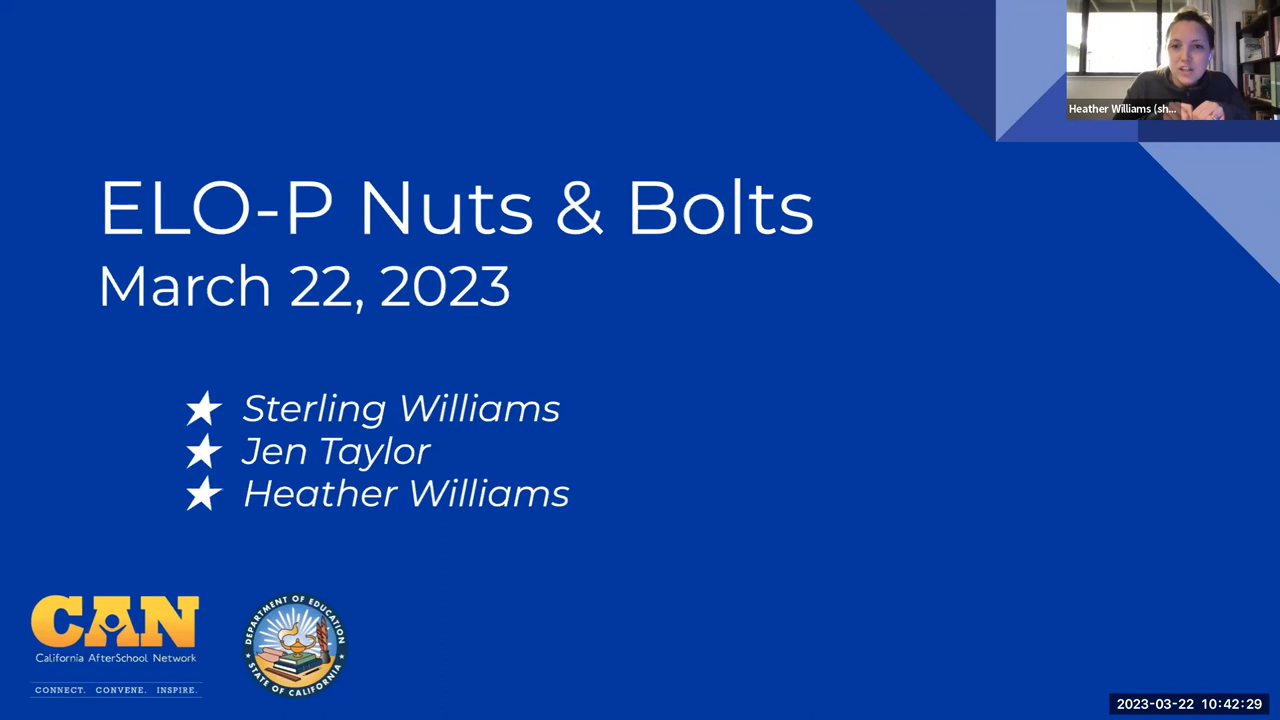 Heather Williams (sh...
ELO-P Nuts & Bolts
March 22, 2023
★ Sterling Williams
★ Jen Taylor
★ Heather Williams
CAN
California AfterSchool Network
CONNECT. CONVENE. INSPIRE.
DEPARTMENT OF EDUCATION
STATE OF CALIFORNIA
2023-03-22 10:42:29